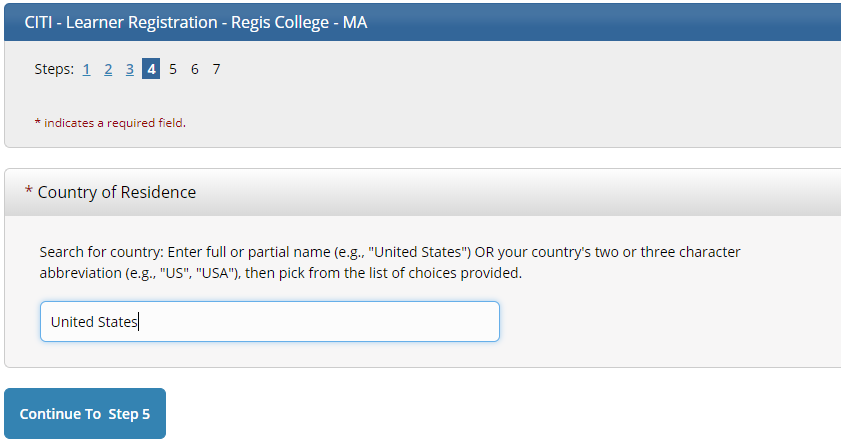 CITI - Learner Registration - Regis College - MA
Steps: 1 2 3 4 5 6 7
* indicates a required field.
* Country of Residence
Search for country: Enter full or partial name (e.g., "United States") OR your country's two or three character
abbreviation (e.g., "US", "USA"), then pick from the list of choices provided.
United States
Continue To Step 5